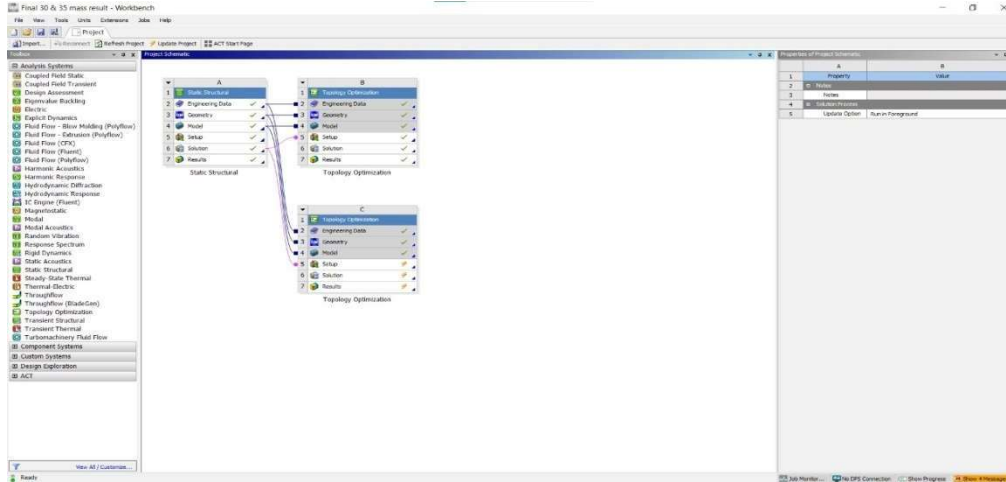 Final 30 & 35 mass result - Workbench
File View Tools Units Extensions Jobs Help
Project
Import... Reconnect Refresh Project Update Project ACT Start Page
Toolbox
Project Schematic
Properties of Project Schematic
Analysis Systems
Coupled Field Static
Coupled Field Transient
Design Assessment
Eigenvalue Buckling
Electric
Explicit Dynamics
Fluid Flow - Blow Molding (Polyflow)
Fluid Flow - Extrusion (Polyflow)
Fluid Flow (CFX)
Fluid Flow (Fluent)
Fluid Flow (Polyflow)
Harmonic Acoustics
Harmonic Response
Hydrodynamic Diffraction
Hydrodynamic Response
IC Engine (Fluent)
Magnetostatic
Modal
Modal Acoustics
Random Vibration
Response Spectrum
Rigid Dynamics
Static Acoustics
Static Structural
Steady-State Thermal
Thermal-Electric
Throughflow
Throughflow (BladeGen)
Topology Optimization
Transient Structural
Transient Thermal
Turbomachinery Fluid Flow
Component Systems
Custom Systems
Design Exploration
ACT
View All / Customize...
A
1 Static Structural
2 Engineering Data
3 Geometry
4 Model
5 Setup
6 Solution
7 Results
Static Structural
B
1 Topology Optimization
2 Engineering Data
3 Geometry
4 Model
5 Setup
6 Solution
7 Results
Topology Optimization
C
1 Topology Optimization
2 Engineering Data
3 Geometry
4 Model
5 Setup
6 Solution
7 Results
Topology Optimization
A B
1 Property Value
2 Notes
3 Notes
4 Solution Process
5 Update Option Run in Foreground
Ready
Job Monitor... No DPS Connection Show Progress Show 4 Messages